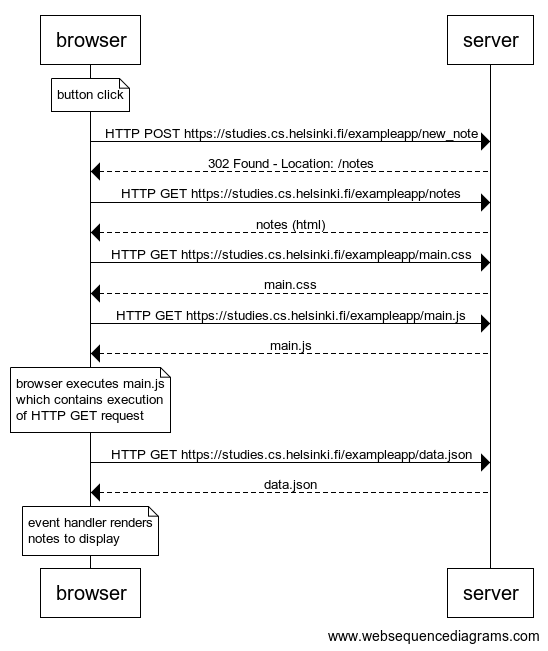 browser
server
button click
HTTP POST https://studies.cs.helsinki.fi/exampleapp/new_note
302 Found - Location: /notes
HTTP GET https://studies.cs.helsinki.fi/exampleapp/notes
notes (html)
HTTP GET https://studies.cs.helsinki.fi/exampleapp/main.css
main.css
HTTP GET https://studies.cs.helsinki.fi/exampleapp/main.js
main.js
browser executes main.js
which contains execution
of HTTP GET request
HTTP GET https://studies.cs.helsinki.fi/exampleapp/data.json
data.json
event handler renders
notes to display
browser
server
www.websequencediagrams.com